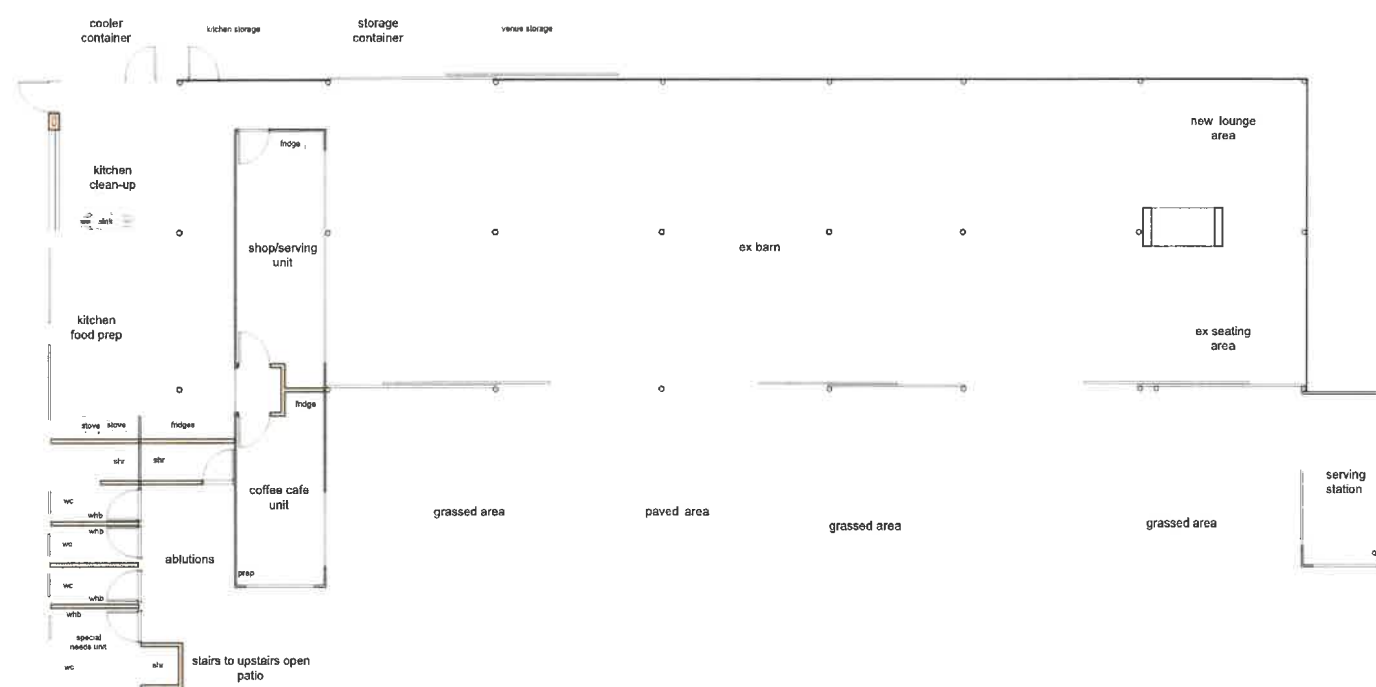 cooler
container
kitchen storage
storage
container
venue storage
new lounge
area
fridge
kitchen
clean-up
sink
shop/serving
unit
ex barn
kitchen
food prep
ex seating
area
fridge
stove stove fridges
shr shr
serving
station
coffee cafe
unit
wc
grassed area
paved area
grassed area
grassed area
whb
whb
wc
ablutions
prep
wc
whb
whb
special
needs unit
wc
shr
stairs to upstairs open
patio